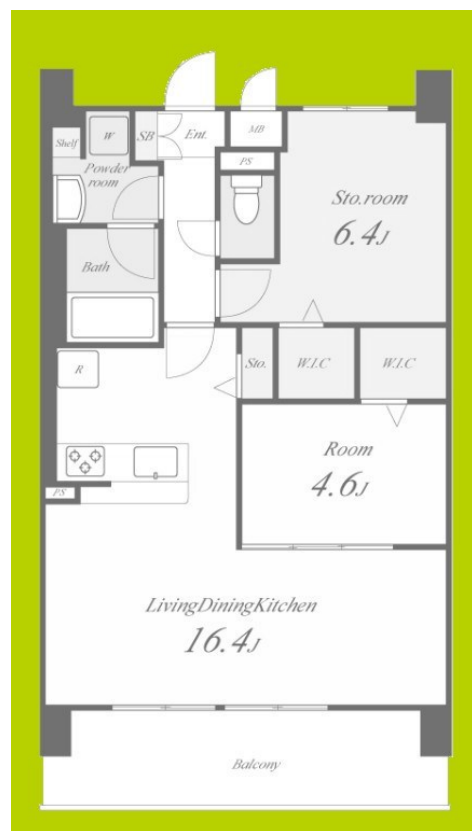 MB
SB
Ent.
W
Shelf
Powder
room
PS
Sto.room
6.4J
Bath
R
Sto.
W.I.C
W.I.C
Room
4.6J
PS
LivingDiningKitchen
16.4J
Balcony